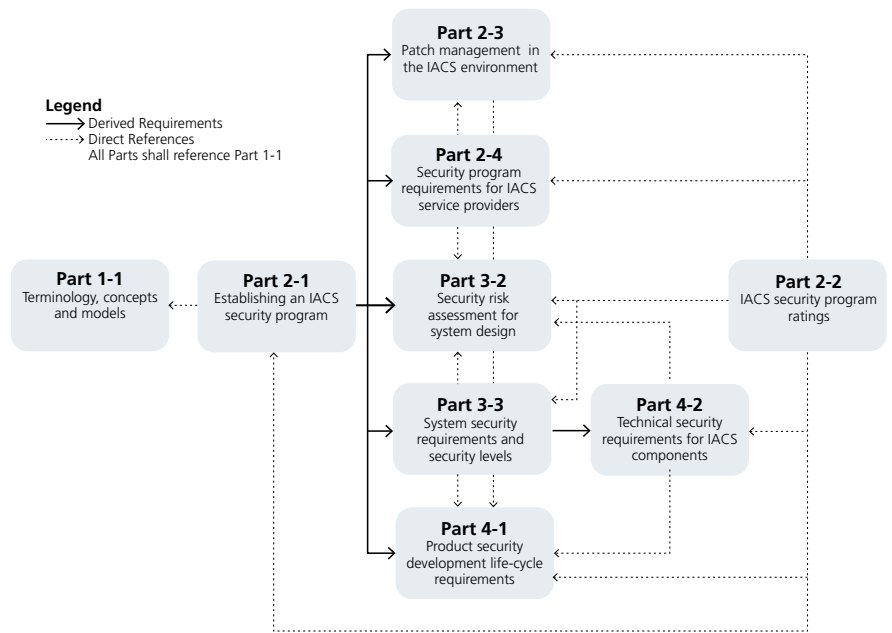 Part 2-3
Patch management in
the IACS environment
Legend
Derived Requirements
Direct References
All Parts shall reference Part 1-1
Part 2-4
Security program
requirements for IACS
service providers
Part 1-1
Terminology, concepts
and models
Part 2-1
Establishing an IACS
security program
Part 3-2
Security risk
assessment for
system design
Part 2-2
IACS security program
ratings
Part 3-3
System security
requirements and
security levels
Part 4-2
Technical security
requirements for IACS
components
Part 4-1
Product security
development life-cycle
requirements